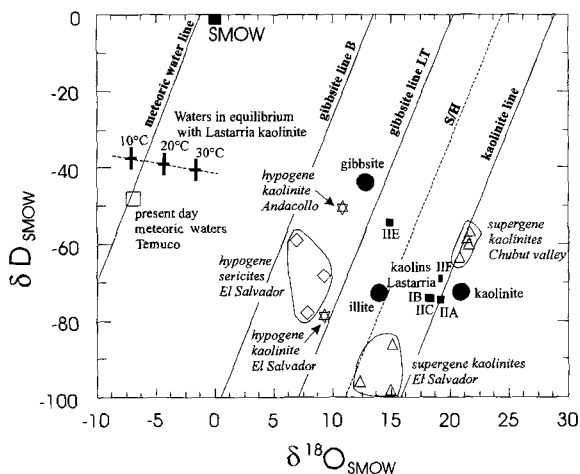 0
-20
-40
-60
-80
-100
-10
-5
0
5
10
15
20
25
30
δ D SMOW
δ 18O SMOW
SMOW
meteoric water line
gibbsite line B
gibbsite line LT
S/H
kaolinite line
Waters in equilibrium
with Lastarria kaolinite
10°C
20°C
30°C
present day
meteoric waters
Temuco
gibbsite
hypogene
kaolinite
Andacollo
IIE
hypogene
sericites
El Salvador
supergene
kaolinites
Chubut valley
kaolins
Lastarria
IIF
IB
IIC
IIA
kaolinite
illite
hypogene
kaolinite
El Salvador
supergene kaolinites
El Salvador